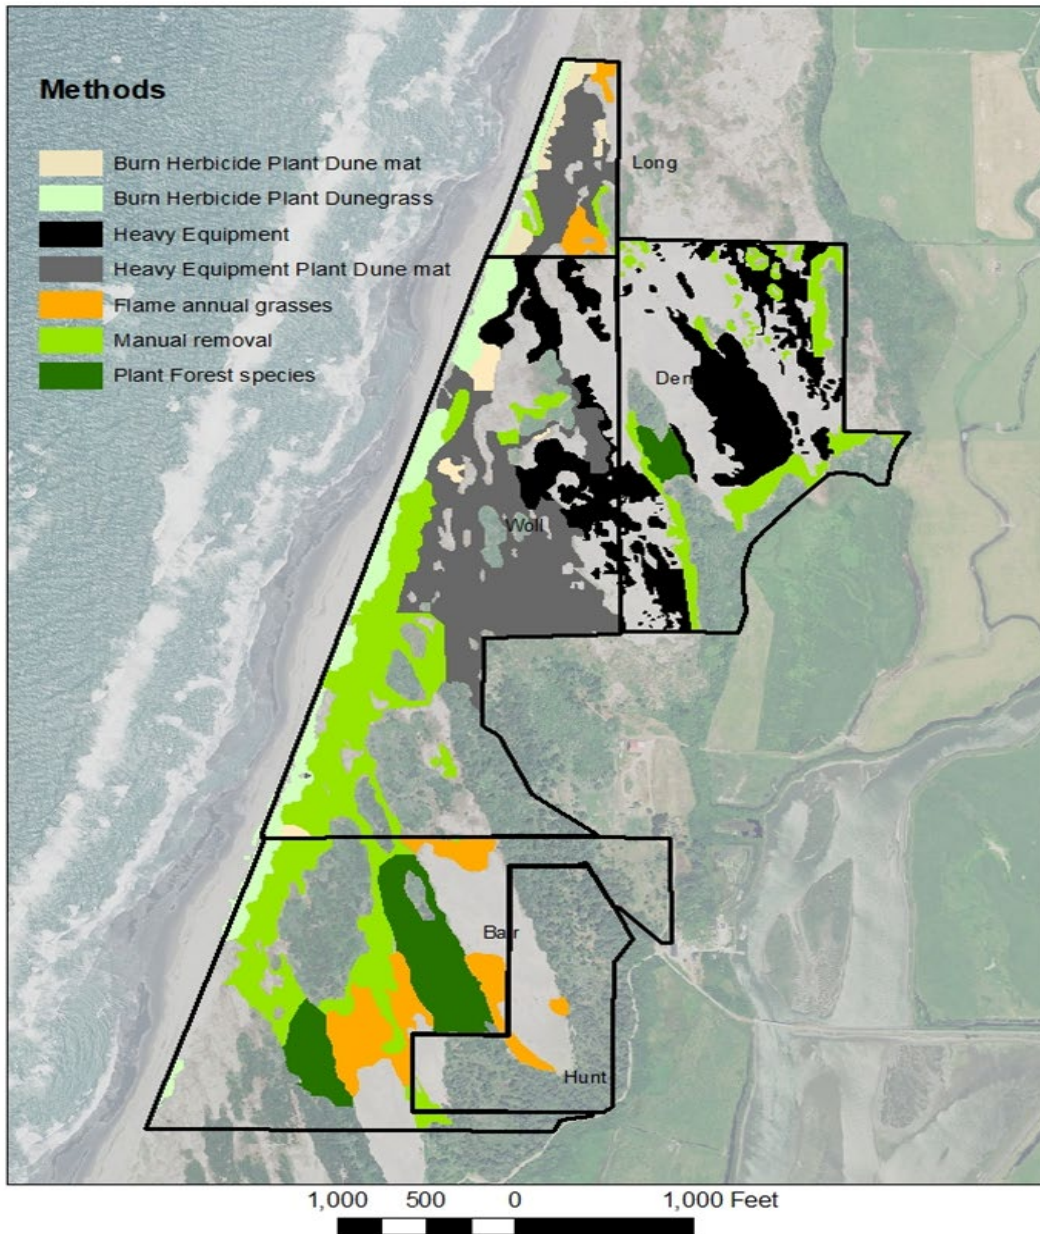 Methods
Burn Herbicide Plant Dune mat
Burn Herbicide Plant Dunegrass
Heavy Equipment
Heavy Equipment Plant Dune mat
Flame annual grasses
Manual removal
Plant Forest species
Long
Den
Woll
Barr
Hunt
1,000 500 0 1,000 Feet